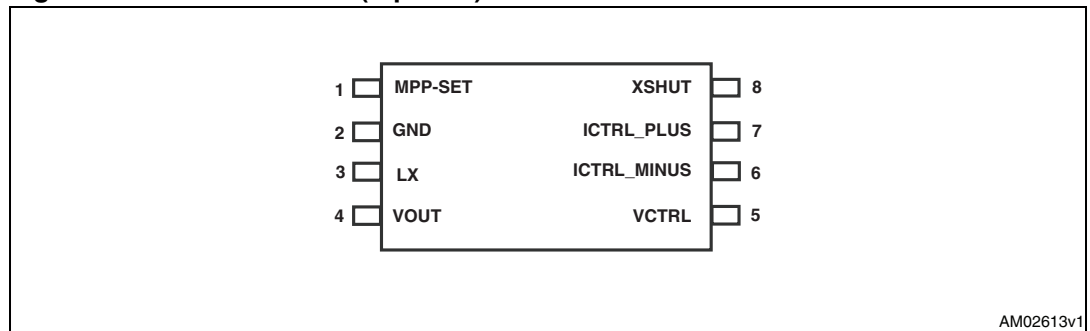 1 MPP-SET XSHUT 8
2 GND ICTRL_PLUS 7
3 LX ICTRL_MINUS 6
4 VOUT VCTRL 5
AM02613v1